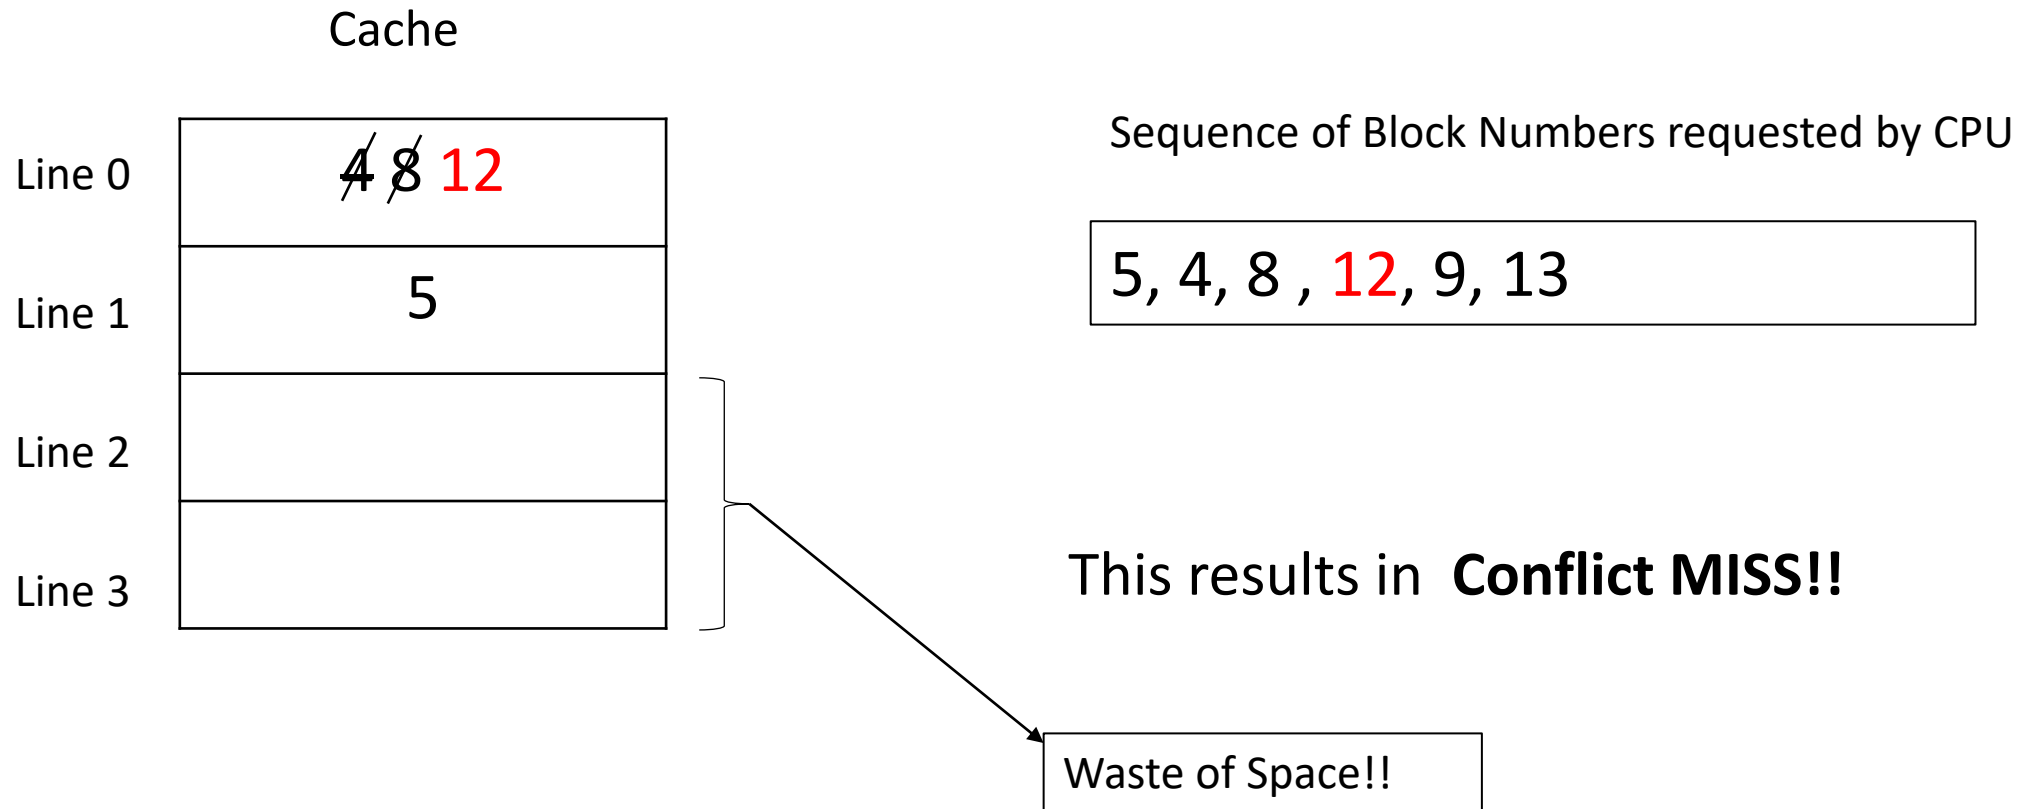 Cache
Sequence of Block Numbers requested by CPU
Line 0
4 8 12
5, 4, 8 , 12, 9, 13
Line 1
5
Line 2
Line 3
This results in Conflict MISS!!
Waste of Space!!